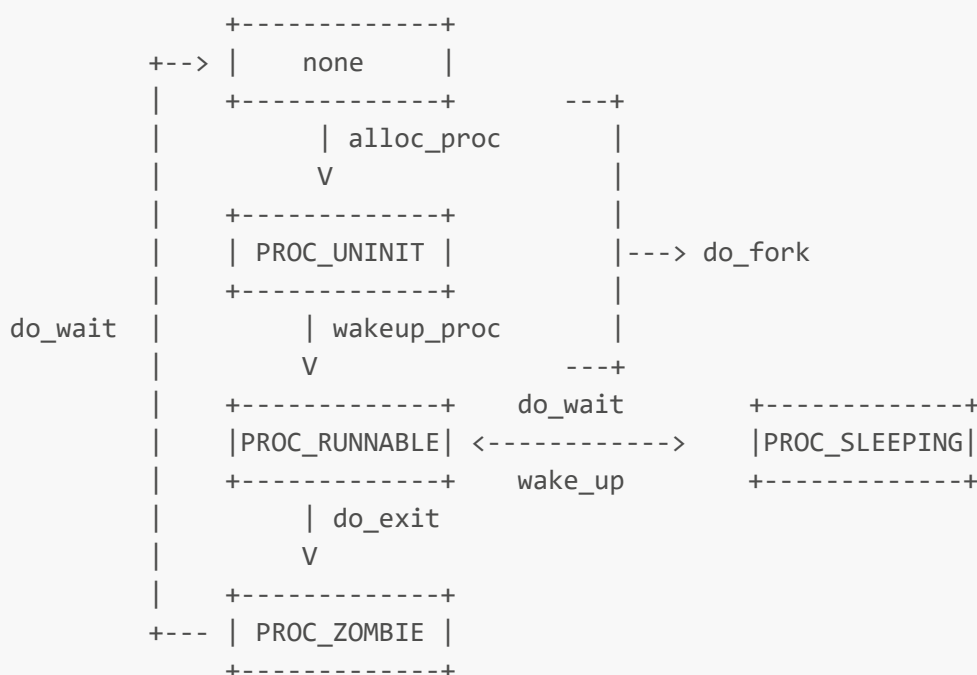 +-------------+
         +--> |    none     |
         |    +-------------+       ---+
         |          | alloc_proc       |
         |          V                  |
         |    +-------------+          |
         |    | PROC_UNINIT |          |---> do_fork
         |    +-------------+          |
do_wait  |         | wakeup_proc       |
         |         V                ---+
         |    +-------------+    do_wait        +-------------+
         |    |PROC_RUNNABLE| <------------>    |PROC_SLEEPING|
         |    +-------------+    wake_up        +-------------+
         |         | do_exit
         |         V
         |    +-------------+
         +--- | PROC_ZOMBIE |
              +-------------+